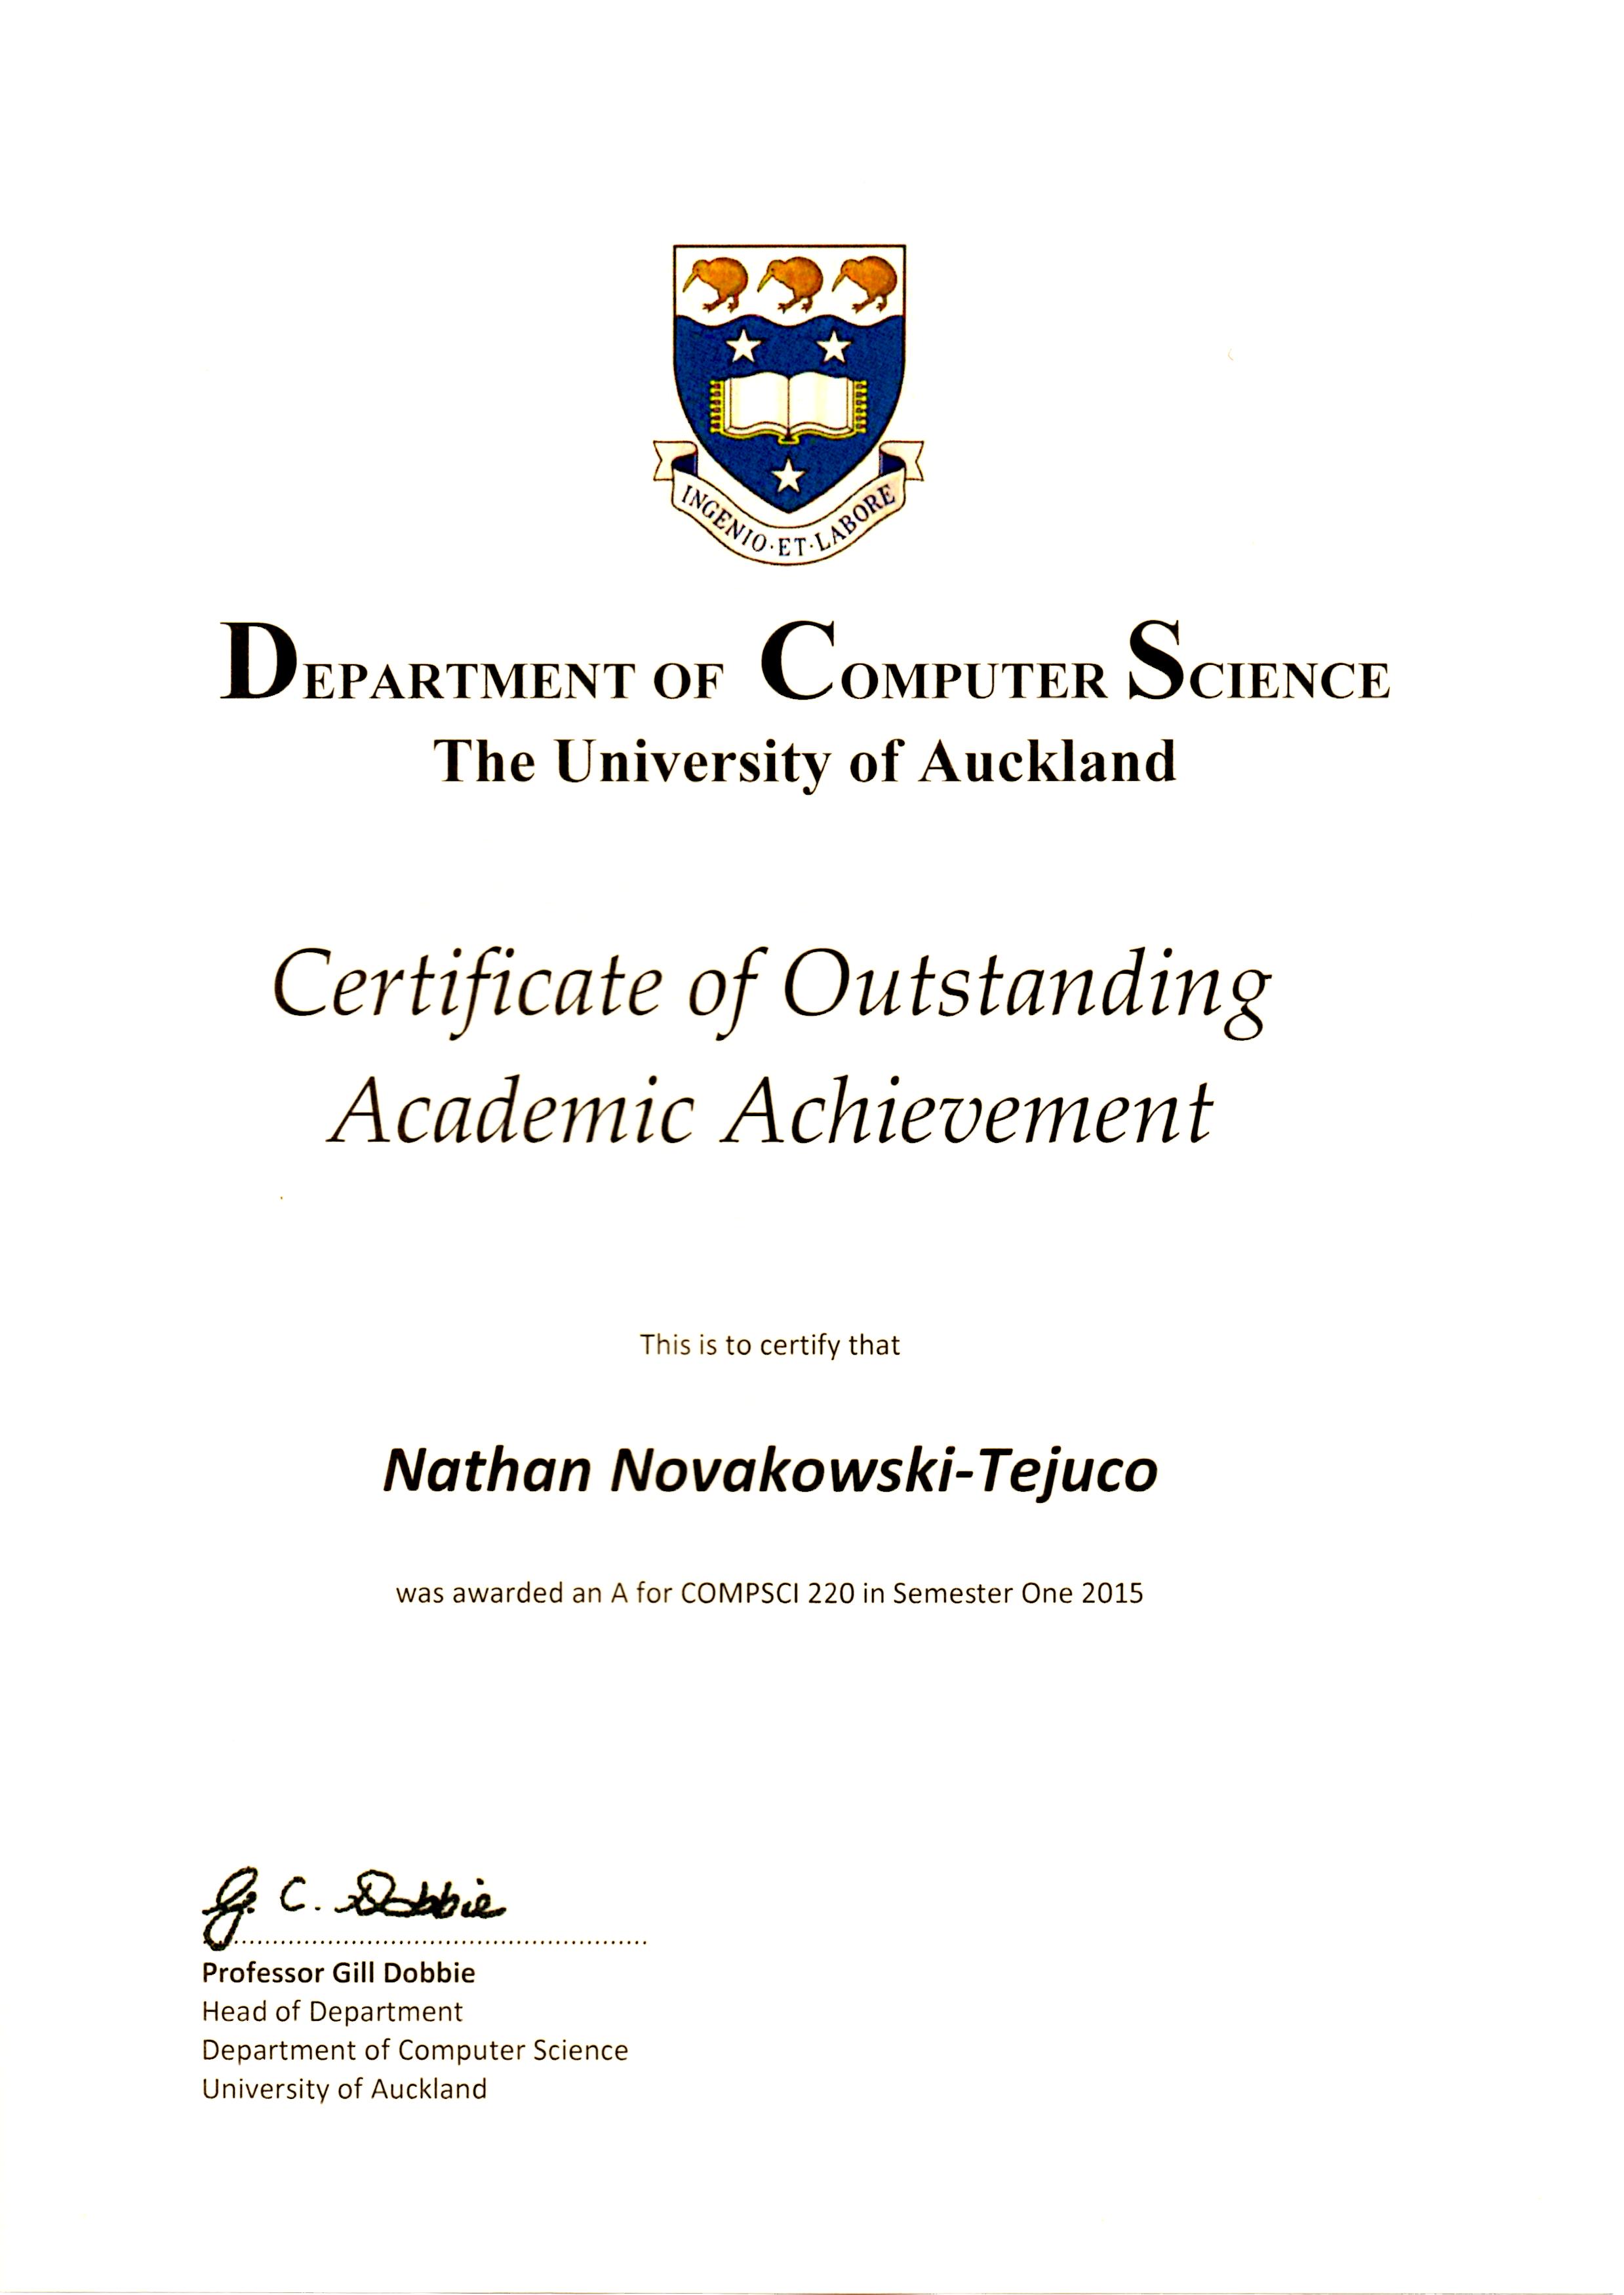 INGENIO·ET·LABORE
DEPARTMENT OF COMPUTER SCIENCE
The University of Auckland
Certificate of Outstanding
Academic Achievement
This is to certify that
Nathan Novakowski-Tejuco
was awarded an A for COMPSCI 220 in Semester One 2015
G. C. Dobbie
Professor Gill Dobbie
Head of Department
Department of Computer Science
University of Auckland